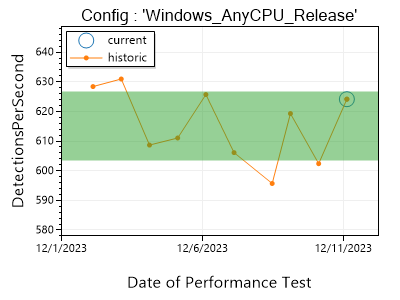 Config : 'Windows_AnyCPU_Release'
current
historic
DetectionsPerSecond
640
630
620
610
600
590
580
12/1/2023
12/6/2023
12/11/2023
Date of Performance Test